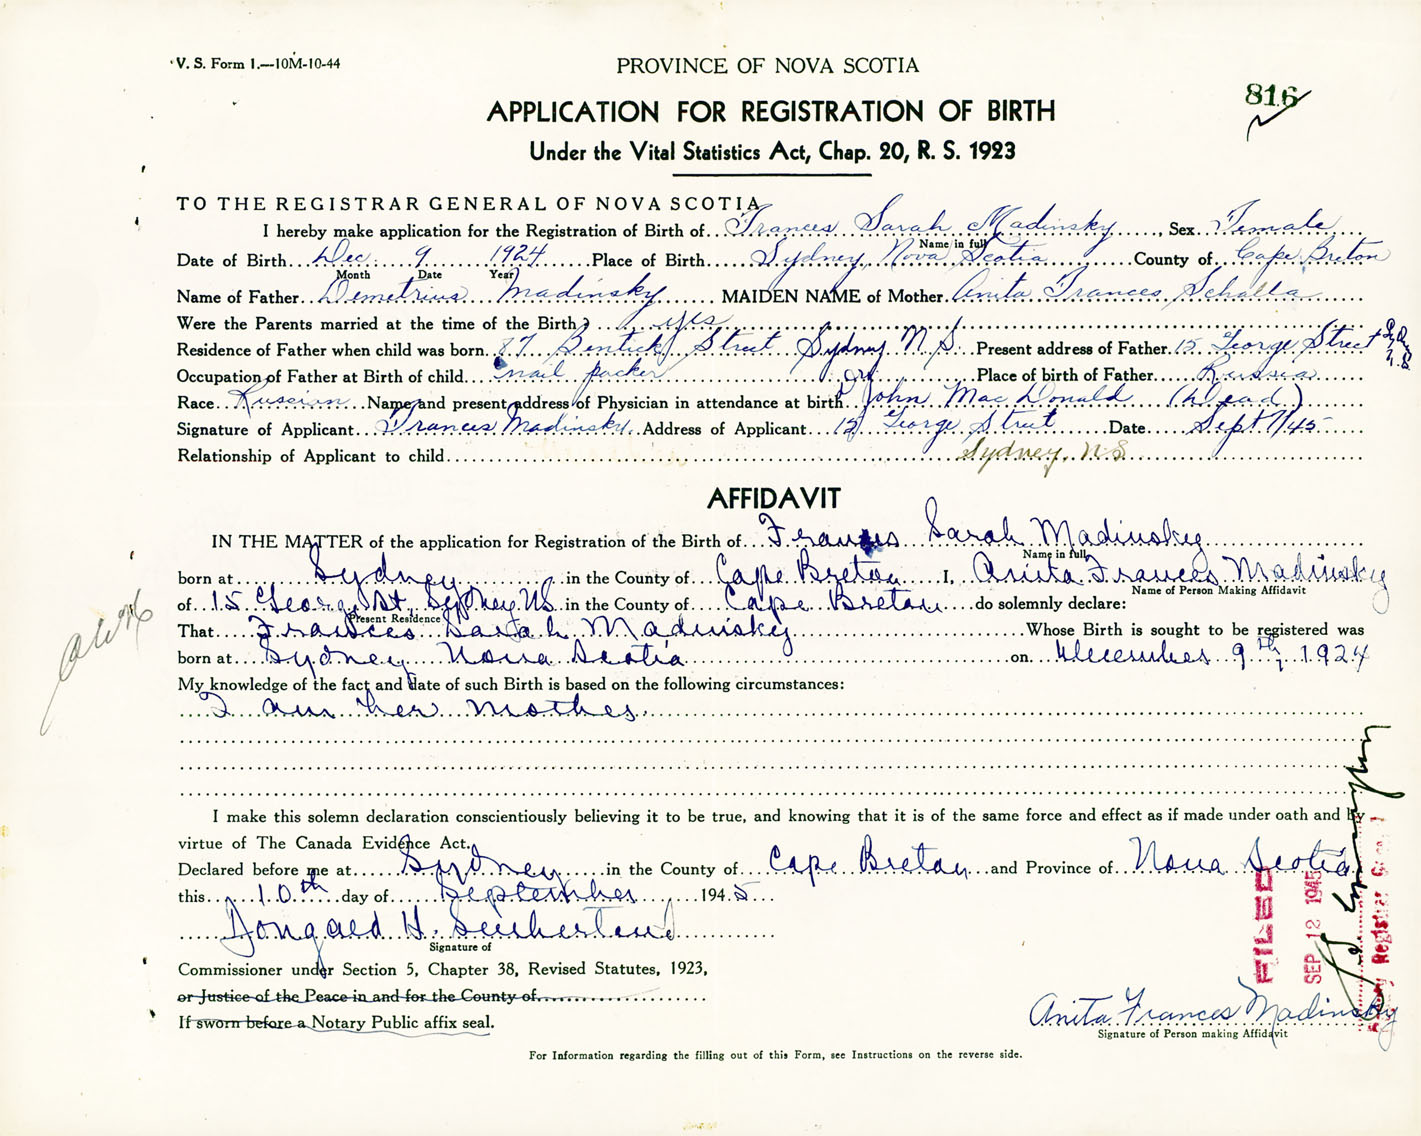 V. S. Form 1.—10M-10-44
PROVINCE OF NOVA SCOTIA
816
APPLICATION FOR REGISTRATION OF BIRTH
Under the Vital Statistics Act, Chap. 20, R. S. 1923
TO THE REGISTRAR GENERAL OF NOVA SCOTIA
I hereby make application for the Registration of Birth of Frances Sarah Madinsky, Sex Female
Name in full
Date of Birth Dec. 9 1924 Place of Birth Sydney, Nova Scotia County of Cape Breton
Month Date Year
Name of Father Demetrius Madinsky MAIDEN NAME of Mother Anita Frances Schalla
Were the Parents married at the time of the Birth? yes
Residence of Father when child was born 87 Bentick Street Sydney N.S. Present address of Father 15 George Street
Occupation of Father at Birth of child nail packer Place of birth of Father Russia
Race Russian Name and present address of Physician in attendance at birth Dr. John MacDonald (Dead)
Signature of Applicant Frances Madinsky Address of Applicant 15 George Street Date Sept 7/45
Relationship of Applicant to child Sydney, NS
AFFIDAVIT
IN THE MATTER of the application for Registration of the Birth of Frances Sarah Madinsky
Name in full
born at Sydney in the County of Cape Breton I, Anita Frances Madinsky
Name of Person Making Affidavit
of 15 George St. Sydney NS in the County of Cape Breton do solemnly declare:
Present Residence
That Frances Sarah Madinsky Whose Birth is sought to be registered was
born at Sydney Nova Scotia on December 9th, 1924
My knowledge of the fact and date of such Birth is based on the following circumstances:
I am her mother.
I make this solemn declaration conscientiously believing it to be true, and knowing that it is of the same force and effect as if made under oath and by
virtue of The Canada Evidence Act.
Declared before me at Sydney in the County of Cape Breton and Province of Nova Scotia
this 10th day of September 1945
Signature of
Commissioner under Section 5, Chapter 38, Revised Statutes, 1923,
or Justice of the Peace in and for the County of
If sworn before a Notary Public affix seal.
FILED
SEP 12 1945
Anita Frances Madinsky
Signature of Person making Affidavit
For Information regarding the filling out of this Form, see Instructions on the reverse side.